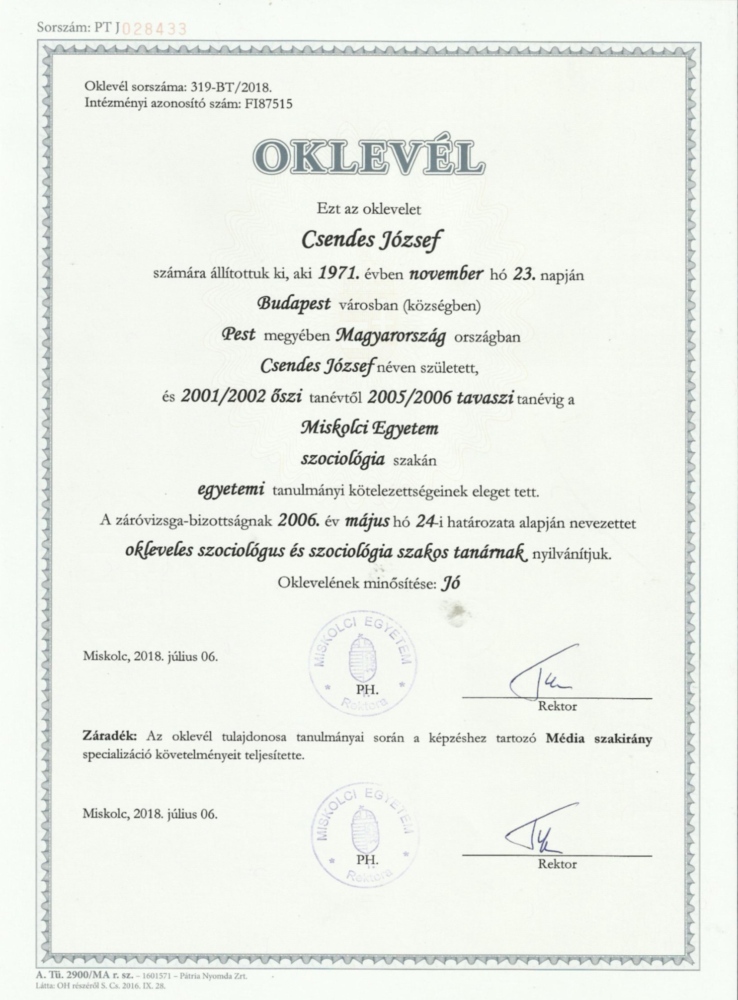 Sorszám: PT J 028433
Oklevél sorszáma: 319-BT/2018.
Intézményi azonosító szám: FI87515
OKLEVÉL
Ezt az oklevelet
Csendes József
számára állítottuk ki, aki 1971. évben november hó 23. napján
Budapest városban (községben)
Pest megyében Magyarország országban
Csendes József néven született,
és 2001/2002 őszi tanévtől 2005/2006 tavaszi tanévig a
Miskolci Egyetem
szociológia szakán
egyetemi tanulmányi kötelezettségeinek eleget tett.
A záróvizsga-bizottságnak 2006. év május hó 24-i határozata alapján nevezettet
okleveles szociológus és szociológia szakos tanárnak nyilvánítjuk.
Oklevelének minősítése: Jó
MISKOLCI EGYETEM
Miskolc, 2018. július 06.
PH.
1.
Rektora
Rektor
Záradék: Az oklevél tulajdonosa tanulmányai során a képzéshez tartozó Média szakirány
specializáció követelményeit teljesítette.
MISKOLCI EGYETEM
Miskolc, 2018. július 06.
PH.
1.
Rektora
Rektor
A. Tü. 2900/MA r. sz. – 1601571 – Pátria Nyomda Zrt.
Látta: OH részéről S. Cs. 2016. IX. 28.